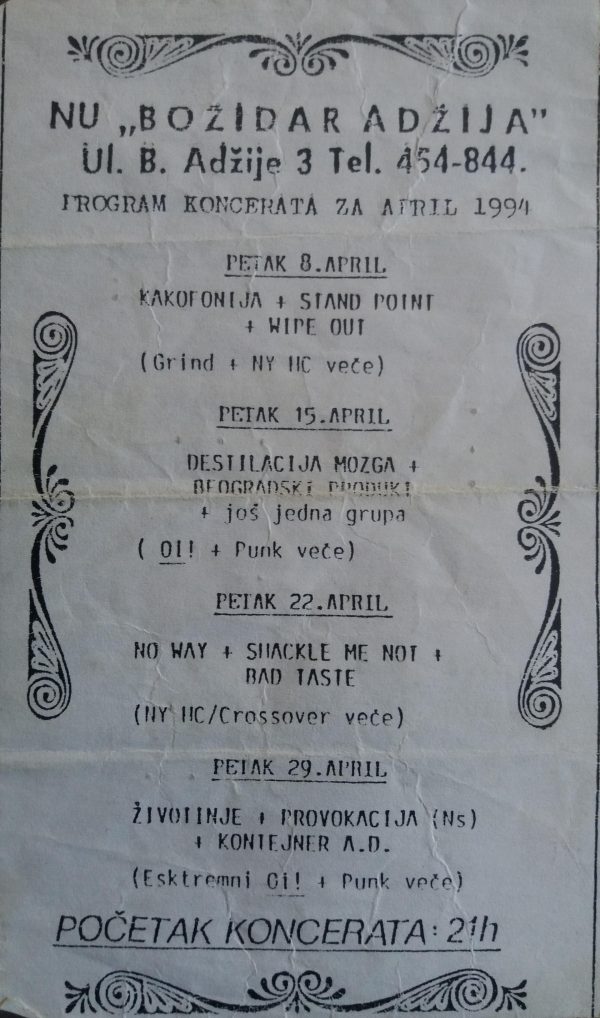 NU „BOŽIDAR ADŽIJA”
Ul. B. Adžije 3 Tel. 454-844.
PROGRAM KONCERATA ZA APRIL 1994
PETAK 8.APRIL
KAKOFONIJA + STAND POINT
+ WIPE OUT
(Grind + NY HC veče)
PETAK 15.APRIL
DESTILACIJA MOZGA +
BEOGRADSKI PRODUKT
+ još jedna grupa
( OI! + Punk veče)
PETAK 22.APRIL
NO WAY + SHACKLE ME NOT +
BAD TASTE
(NY HC/Crossover veče)
PETAK 29.APRIL
ŽIVOTINJE + PROVOKACIJA (Ns)
+ KONTEJNER A.D.
(Esktremni Oi! + Punk veče)
POČETAK KONCERATA: 21h